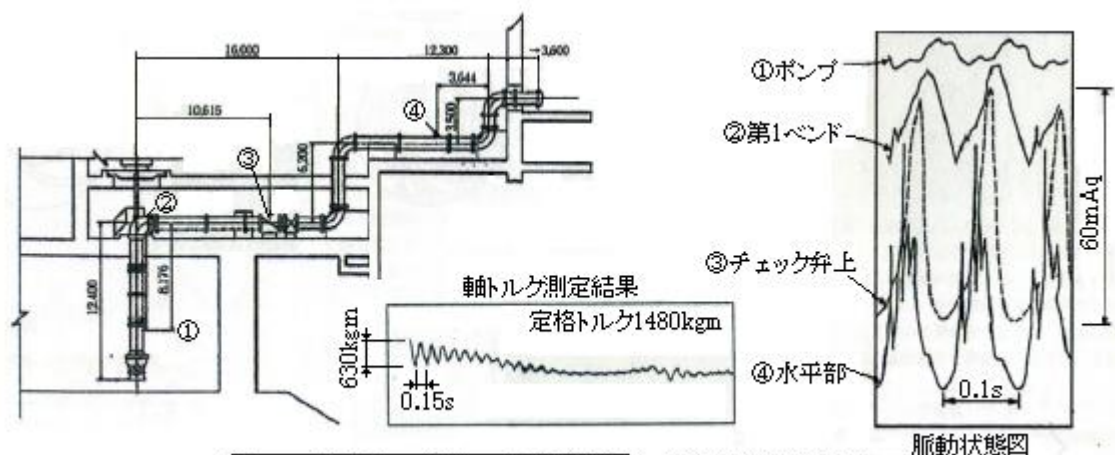 16,000
12,300
3,600
3,644
④
3,500
10,615
③
5,200
②
12,400
8,176
①
軸トルク測定結果
定格トルク1480kgm
630kgm
0.15s
①ポンプ
②第1ベンド
③チェック弁上
④水平部
60mAq
0.1s
脈動状態図